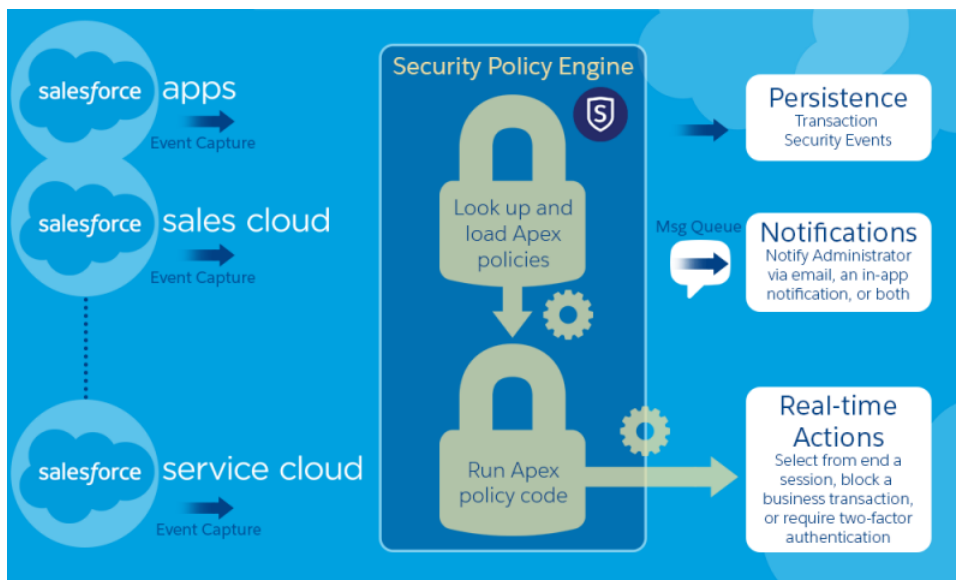 salesforce apps
Event Capture
salesforce sales cloud
Event Capture
salesforce service cloud
Event Capture
Security Policy Engine
S
Look up and
load Apex
policies
Run Apex
policy code
Persistence
Transaction
Security Events
Msg Queue
Notifications
Notify Administrator
via email, an in-app
notification, or both
Real-time
Actions
Select from end a
session, block a
business transaction,
or require two-factor
authentication